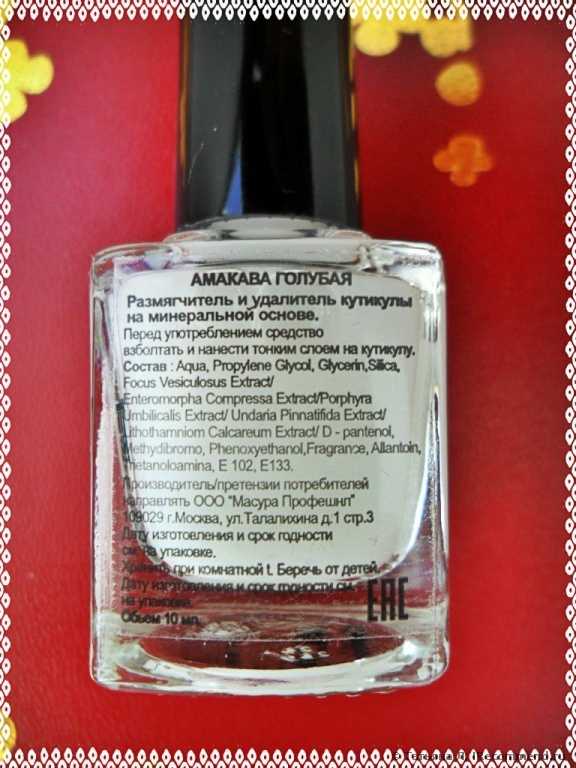 АМАКАВА ГОЛУБАЯ
Размягчитель и удалитель кутикулы
на минеральной основе.
Перед употреблением средство
взболтать и нанести тонким слоем на кутикулу.
Состав : Aqua, Propylene Glycol, Glycerin,Silica,
Focus Vesiculosus Extract/
Enteromorpha Compressa Extract/Porphyra
Umbilicalis Extract/ Undaria Pinnatifida Extract/
Lithothamniom Calcareum Extract/ D - pantenol,
Methydibromo, Phenoxyethanol,Fragrance, Allantoin,
Thetanoloamina, E 102, E133.
Производитель/претензии потребителей
направлять ООО "Масура Профешнл"
109029 г.Москва, ул.Талалихина д.1 стр.3
Дату изготовления и срок годности
см. на упаковке.
Хранить при комнатной t. Беречь от детей.
Дату изготовления и срок годности см.
на упаковке.
Объем 10 мл.
EAC